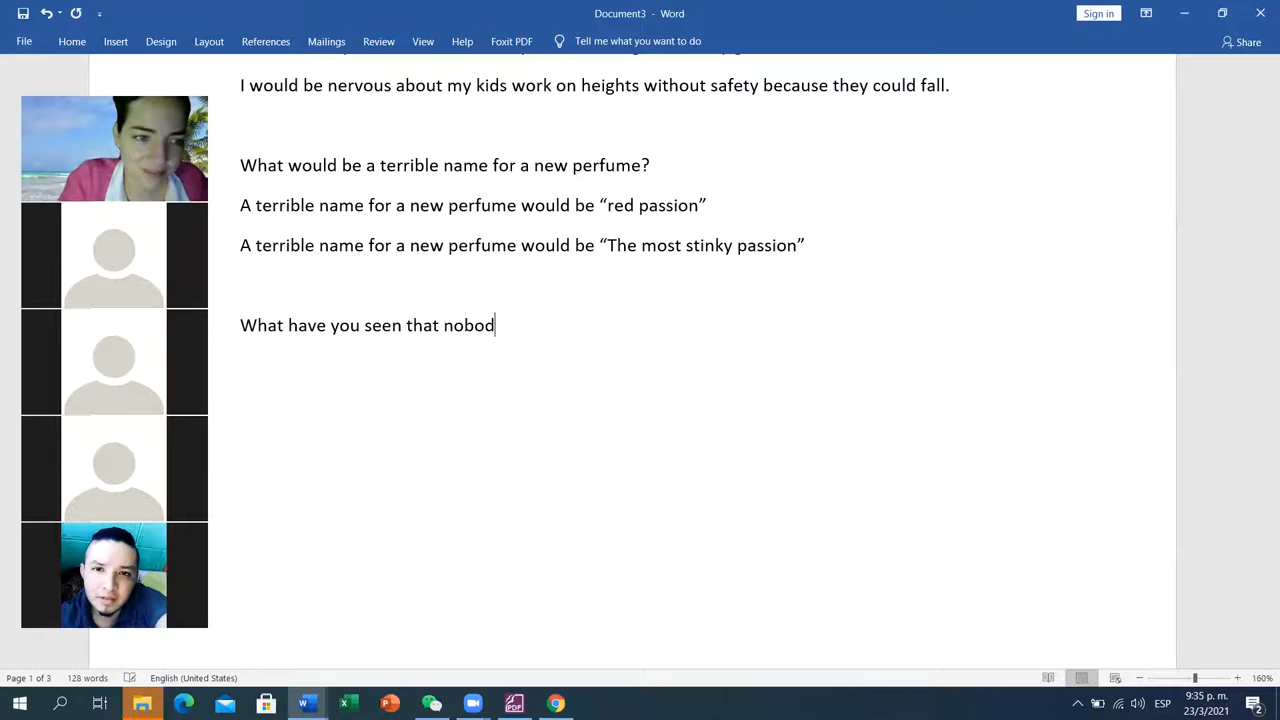 Document3 - Word
Sign in
File Home Insert Design Layout References Mailings Review View Help Foxit PDF Tell me what you want to do Share
I would be nervous about my kids work on heights without safety because they could fall.
What would be a terrible name for a new perfume?
A terrible name for a new perfume would be “red passion”
A terrible name for a new perfume would be “The most stinky passion”
What have you seen that nobod
Page 1 of 3 128 words English (United States) 160%
9:35 p. m.
ESP
23/3/2021
2